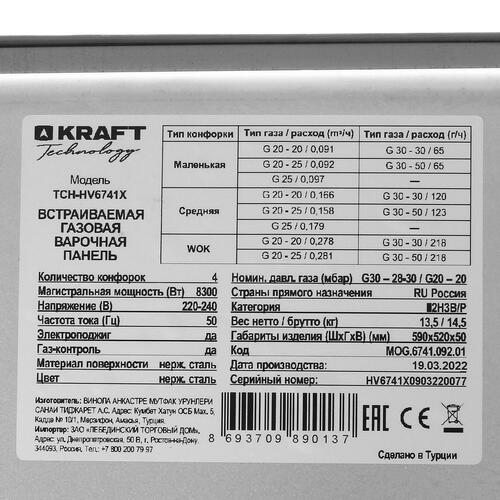 KRAFT
Technology
Модель
TCH-HV6741X
ВСТРАИВАЕМАЯ
ГАЗОВАЯ
ВАРОЧНАЯ
ПАНЕЛЬ
Тип конфорки Тип газа / расход (m³/ч) Тип газа / расход (г/ч)
Маленькая
G 20 - 20 / 0,091 G 30 - 30 / 65
G 20 - 25 / 0,092 G 30 - 50 / 65
G 25 / 0,097 —
Средняя
G 20 - 20 / 0,166 G 30 - 30 / 120
G 20 - 25 / 0,158 G 30 - 50 / 123
G 25 / 0,179 —
WOK
G 20 - 20 / 0,278 G 30 - 30 / 218
G 20 - 25 / 0,281 G 30 - 50 / 218
Количество конфорок 4
Магистральная мощность (Вт) 8300
Напряжение (В) 220-240
Частота тока (Гц) 50
Электроподжиг да
Газ-контроль да
Материал поверхности нерж. сталь
Цвет нерж. сталь
Номин. давл. газа (мбар) G30 – 28-30 / G20 – 20
Страны прямого назначения RU Россия
Категория II2H3B/P
Вес нетто / брутто (кг) 13,5 / 14,5
Габариты изделия (ШхГхВ) (мм) 590x520x50
Код MOG.6741.092.01
Дата изготовления 19.03.2022
Серийный номер: HV6741X0903220077
Изготовитель: ВИНОПА АНКАСТРЕ МУТФАК УРУНЛЕРИ
САНАИ ТИДЖАРЕТ А.С. Адрес: Кумбет Хатун ОСБ Мах. 5,
Кадде № 10/1, Мерзифон, Амасья, Турция.
Импортер: ЗАО «ЛЕБЕДИНСКИЙ ТОРГОВЫЙ ДОМ»,
Адрес: ул. Днепропетровская, 50 В, г. Ростов-на-Дону,
344093, Россия. Тел.: +7 800 200 79 97
8 693709 890137
EAC CE
Сделано в Турции